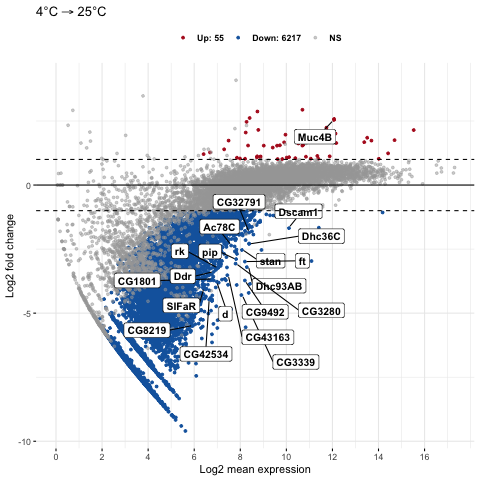 4°C → 25°C
Up: 55 Down: 6217 NS
Muc4B
CG32791
Dscam1
Ac78C
Dhc36C
rk
pip
stan
ft
CG1801
Ddr
Dhc93AB
SIFaR
d
CG9492
CG3280
CG8219
CG43163
CG42534
CG3339
0
-5
-10
Log2 fold change
0 2 4 6 8 10 12 14 16
Log2 mean expression